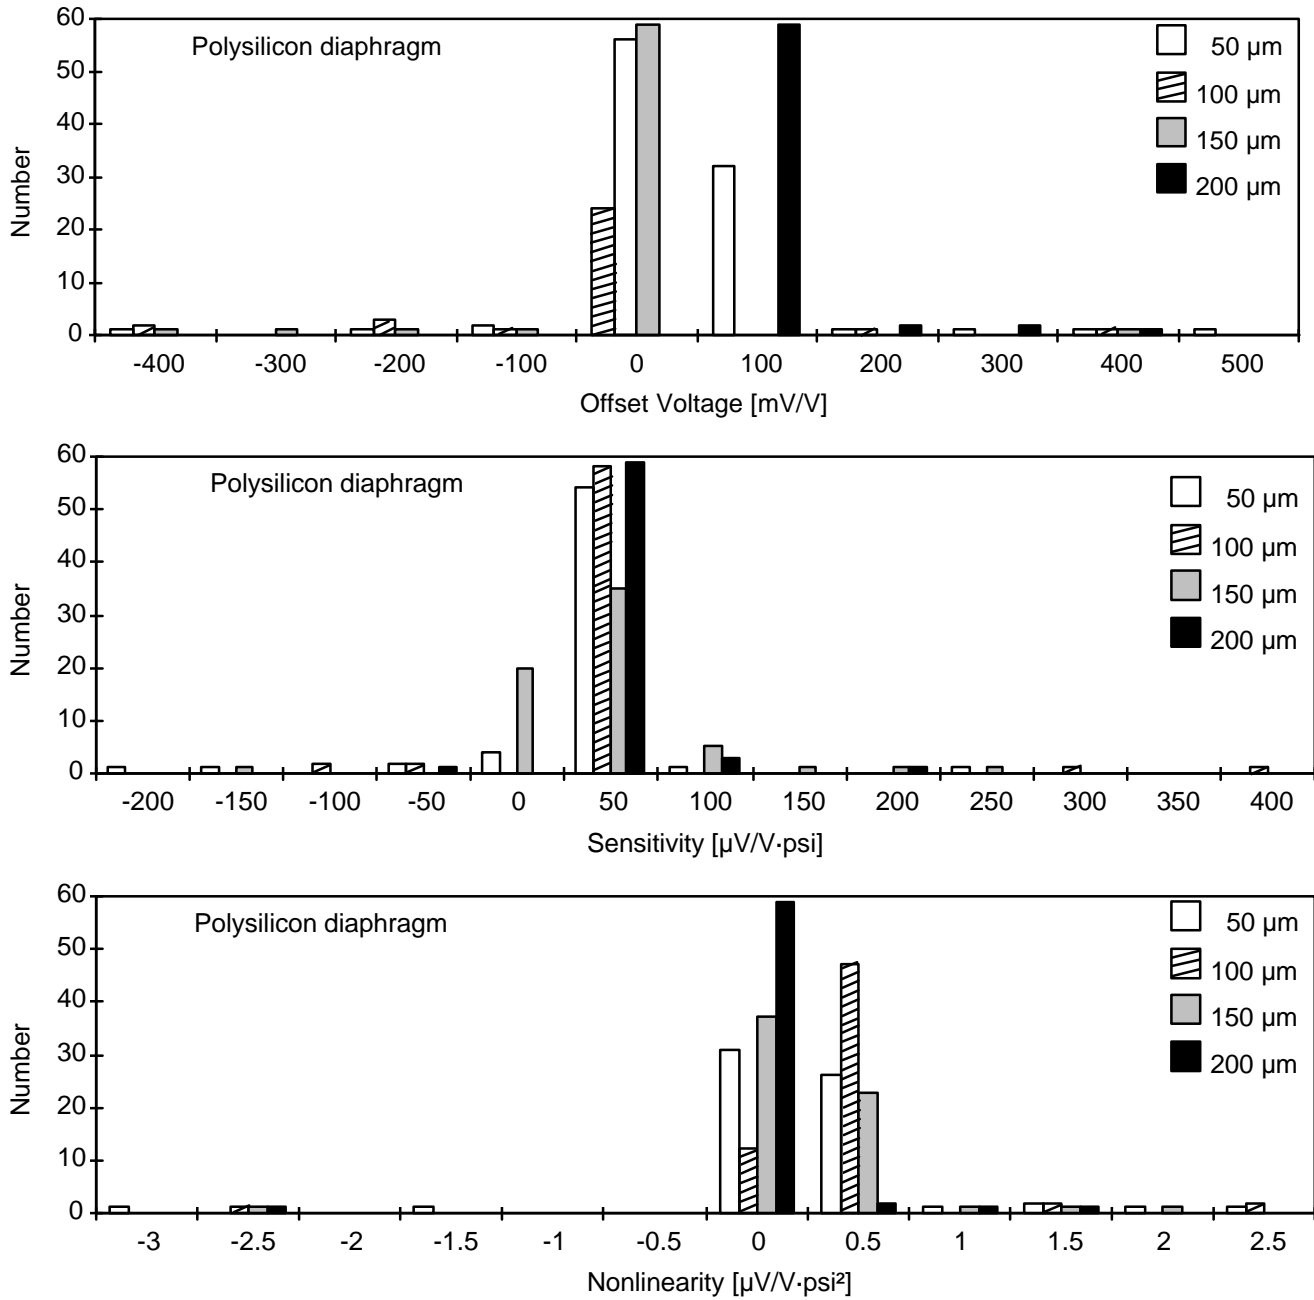 60
Polysilicon diaphragm
50 µm
50
100 µm
40
150 µm
30
200 µm
20
10
0
Number
-400 -300 -200 -100 0 100 200 300 400 500
Offset Voltage [mV/V]
60
Polysilicon diaphragm
50 µm
50
100 µm
40
150 µm
30
200 µm
20
10
0
Number
-200 -150 -100 -50 0 50 100 150 200 250 300 350 400
Sensitivity [µV/V·psi]
60
Polysilicon diaphragm
50 µm
50
100 µm
40
150 µm
30
200 µm
20
10
0
Number
-3 -2.5 -2 -1.5 -1 -0.5 0 0.5 1 1.5 2 2.5
Nonlinearity [µV/V·psi²]